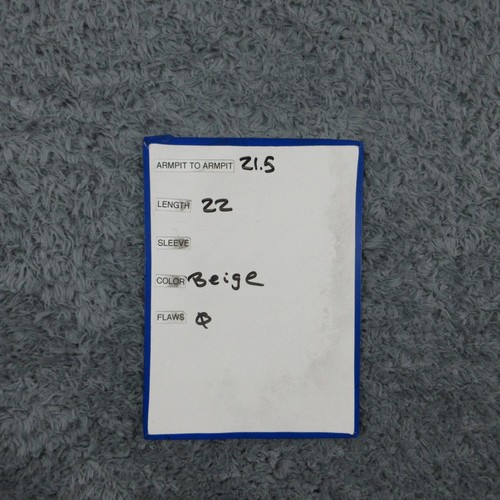 ARMPIT TO ARMPIT 21.5
LENGTH 22
SLEEVE
COLOR Beige
FLAWS Ø